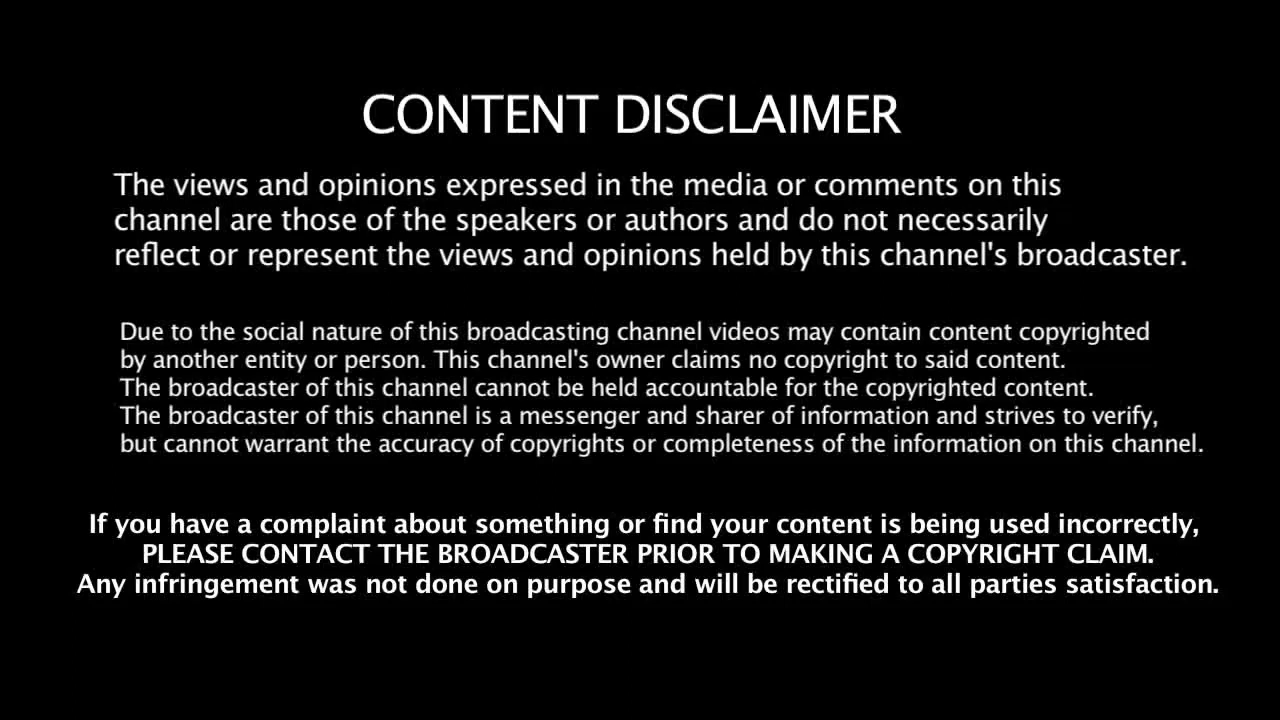 CONTENT DISCLAIMER
The views and opinions expressed in the media or comments on this
channel are those of the speakers or authors and do not necessarily
reflect or represent the views and opinions held by this channel's broadcaster.
Due to the social nature of this broadcasting channel videos may contain content copyrighted
by another entity or person. This channel's owner claims no copyright to said content.
The broadcaster of this channel cannot be held accountable for the copyrighted content.
The broadcaster of this channel is a messenger and sharer of information and strives to verify,
but cannot warrant the accuracy of copyrights or completeness of the information on this channel.
If you have a complaint about something or find your content is being used incorrectly,
PLEASE CONTACT THE BROADCASTER PRIOR TO MAKING A COPYRIGHT CLAIM.
Any infringement was not done on purpose and will be rectified to all parties satisfaction.